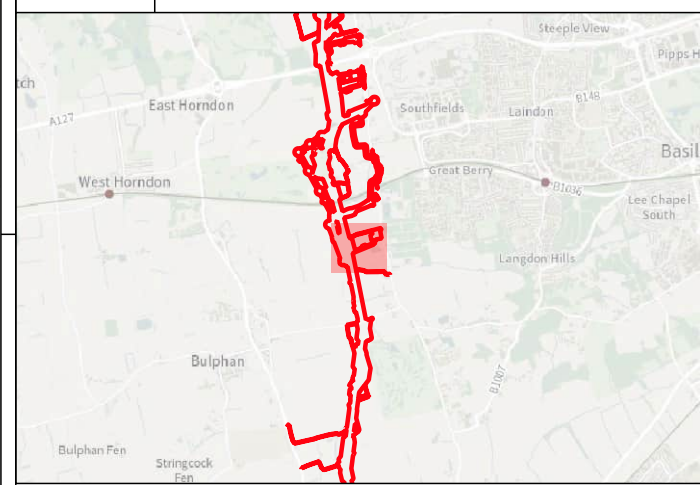 Steeple View
Pipps H
tch
East Horndon
A127
Southfields
B148
Laindon
Basil
West Horndon
Great Berry
B1036
Lee Chapel
South
Langdon Hills
Bulphan
B1007
Bulphan Fen
Stringcock
Fen